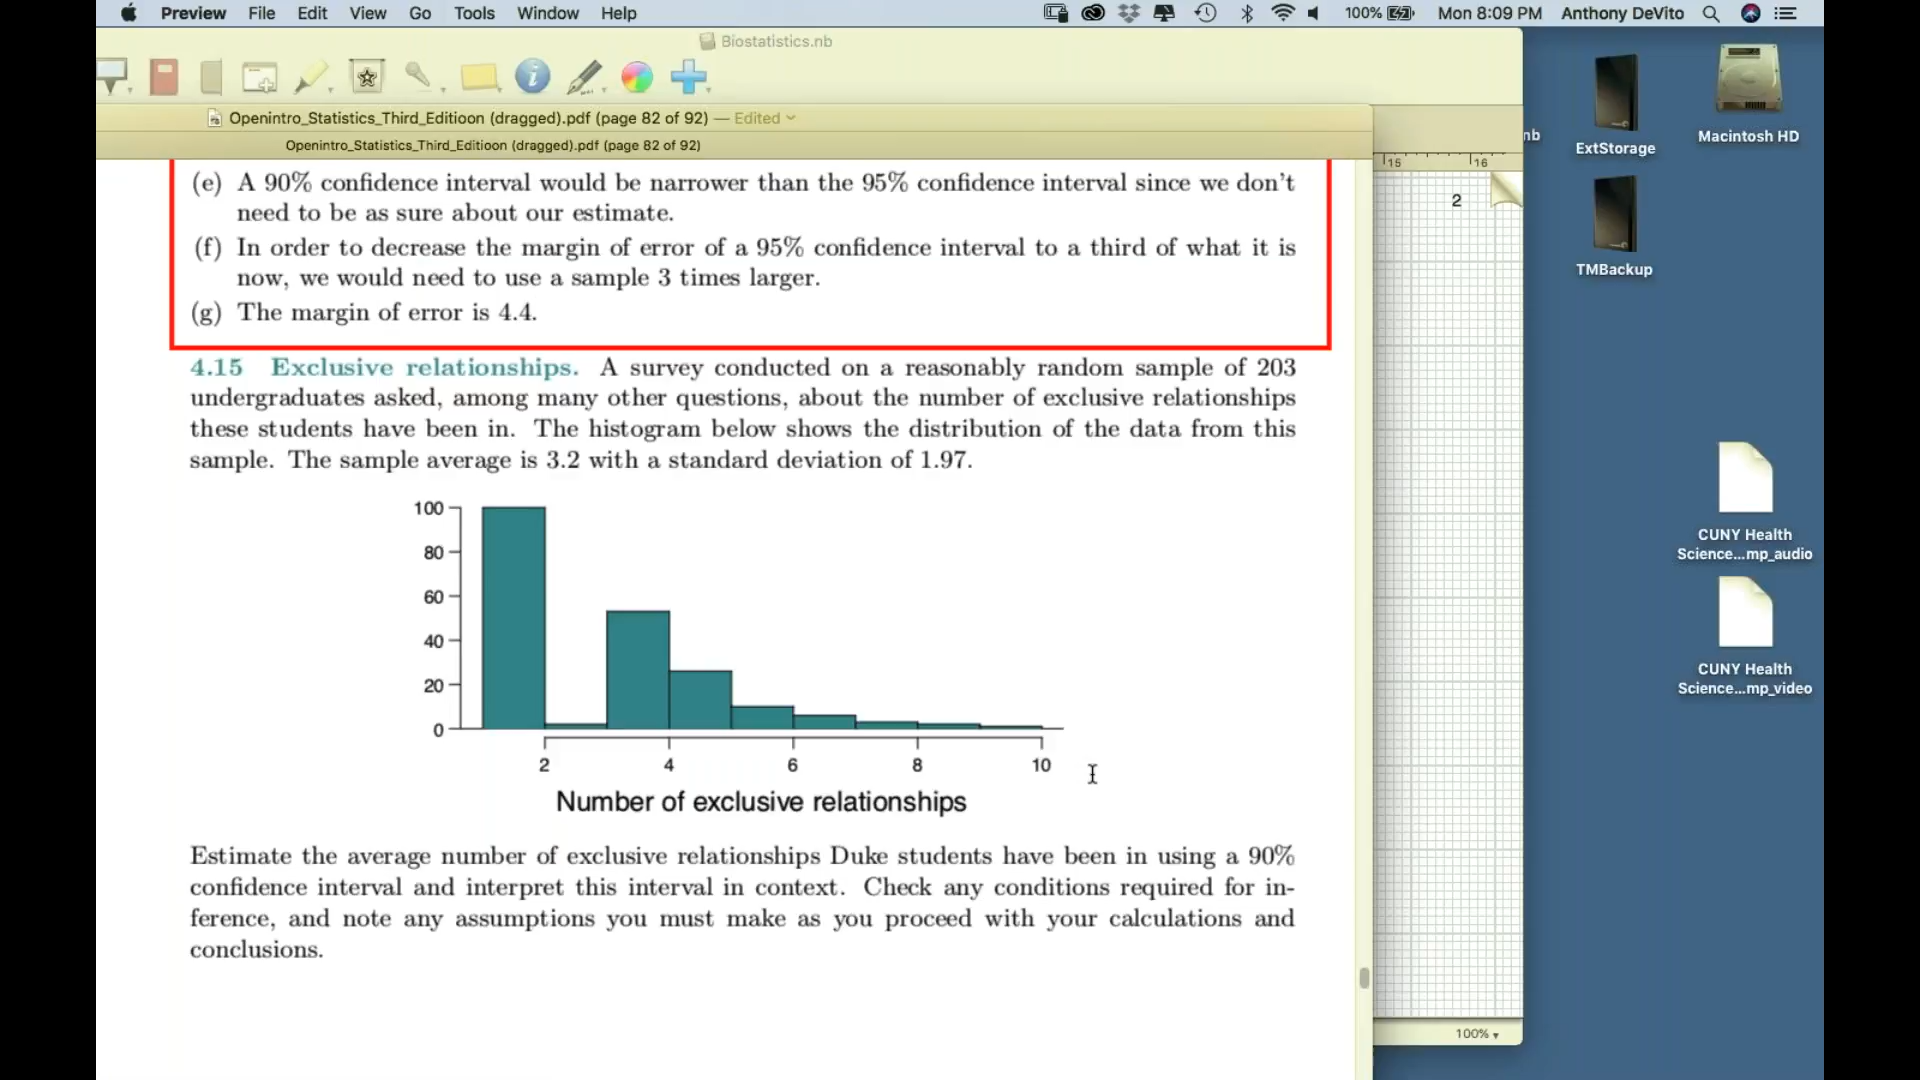 Preview File Edit View Go Tools Window Help 100% Mon 8:09 PM Anthony DeVito
Biostatistics.nb
Openintro_Statistics_Third_Editioon (dragged).pdf (page 82 of 92) — Edited
Openintro_Statistics_Third_Editioon (dragged).pdf (page 82 of 92)
(e) A 90% confidence interval would be narrower than the 95% confidence interval since we don't
need to be as sure about our estimate.
(f) In order to decrease the margin of error of a 95% confidence interval to a third of what it is
now, we would need to use a sample 3 times larger.
(g) The margin of error is 4.4.
4.15 Exclusive relationships. A survey conducted on a reasonably random sample of 203
undergraduates asked, among many other questions, about the number of exclusive relationships
these students have been in. The histogram below shows the distribution of the data from this
sample. The sample average is 3.2 with a standard deviation of 1.97.
100
80
60
40
20
0
2 4 6 8 10
Number of exclusive relationships
Estimate the average number of exclusive relationships Duke students have been in using a 90%
confidence interval and interpret this interval in context. Check any conditions required for in-
ference, and note any assumptions you must make as you proceed with your calculations and
conclusions.
nb
15 16
2
100%
ExtStorage
Macintosh HD
TMBackup
CUNY Health
Science...mp_audio
CUNY Health
Science...mp_video